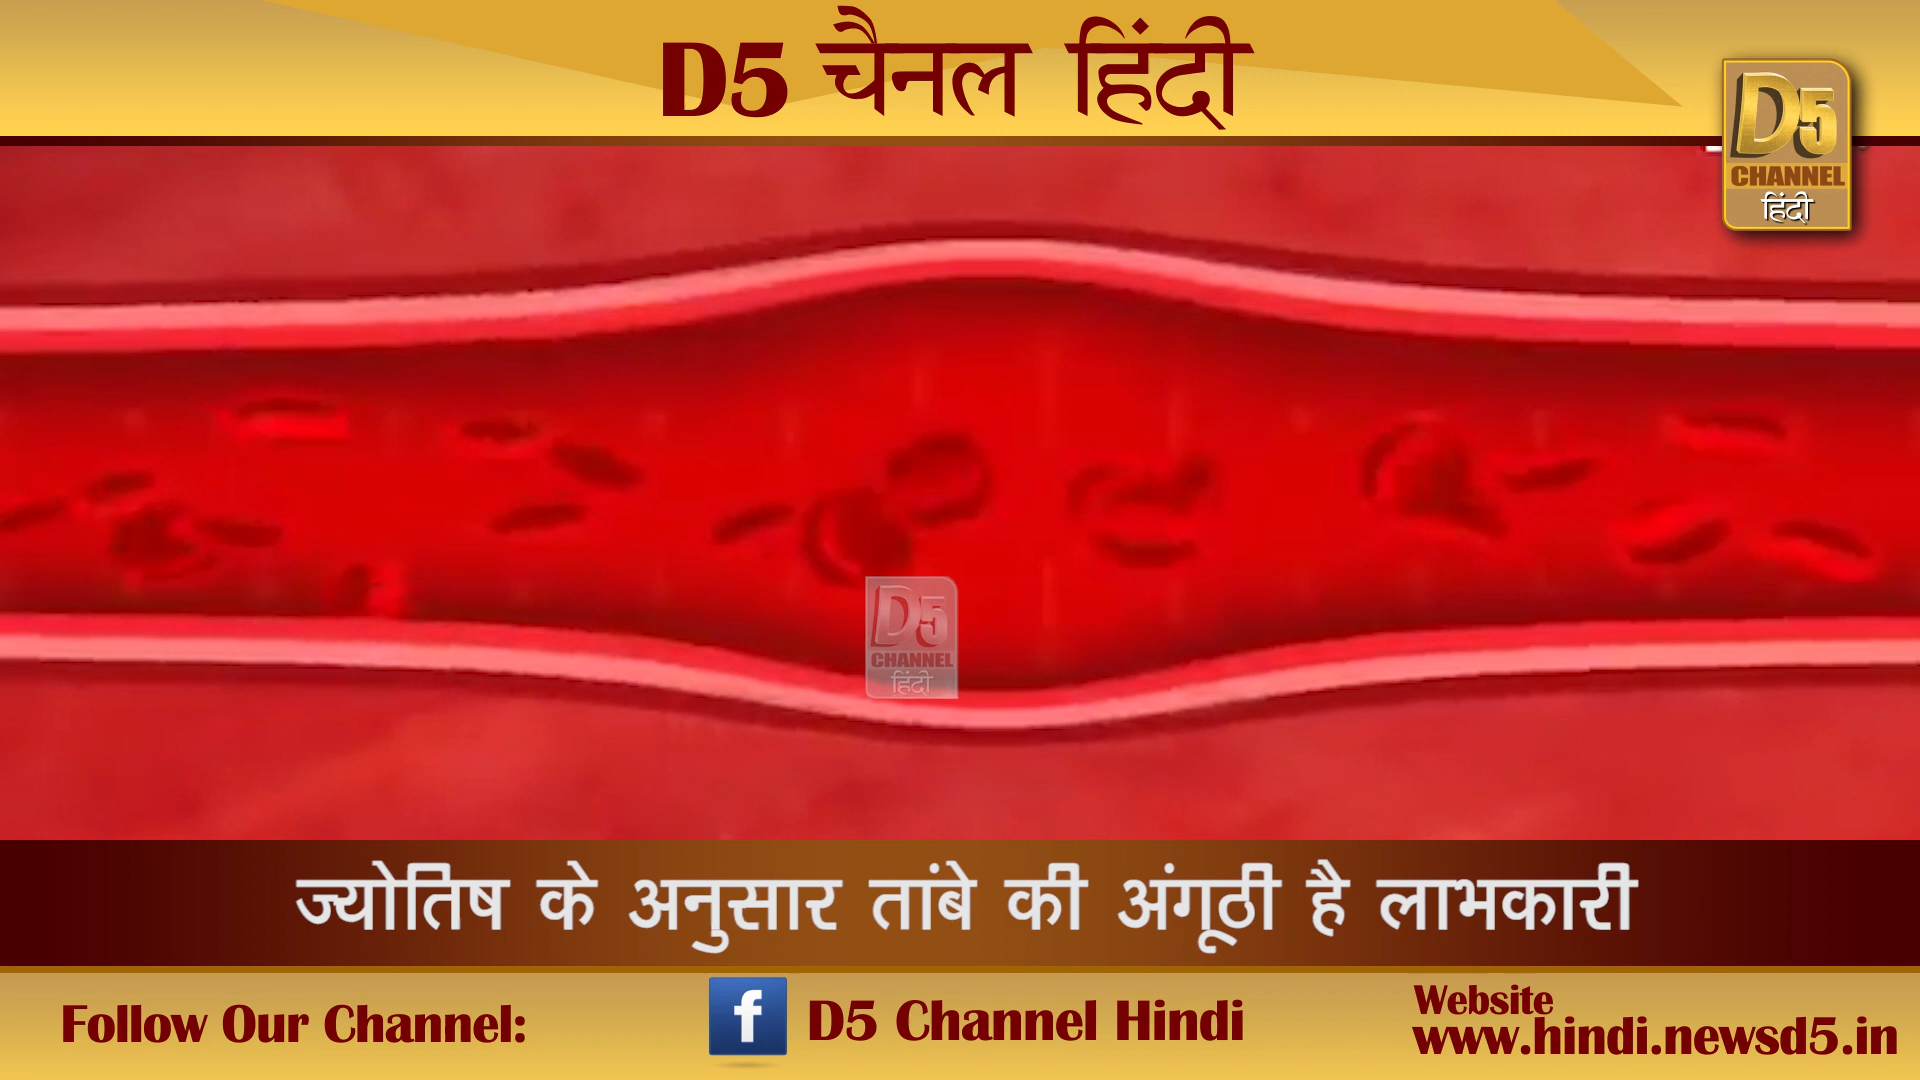 D5 चैनल हिंदी
D5
CHANNEL
हिंदी
D5
CHANNEL
हिंदी
ज्योतिष के अनुसार तांबे की अंगूठी है लाभकारी
Follow Our Channel:
f D5 Channel Hindi
Website
www.hindi.newsd5.in